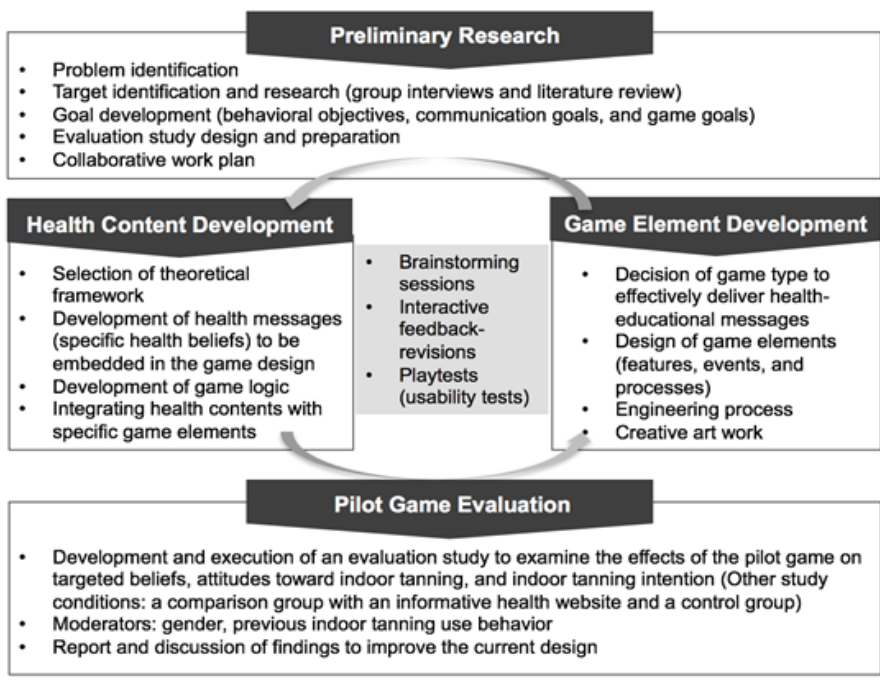 Preliminary Research
• Problem identification
• Target identification and research (group interviews and literature review)
• Goal development (behavioral objectives, communication goals, and game goals)
• Evaluation study design and preparation
• Collaborative work plan
Health Content Development
• Selection of theoretical
framework
• Development of health messages
(specific health beliefs) to be
embedded in the game design
• Development of game logic
• Integrating health contents with
specific game elements
• Brainstorming
sessions
• Interactive
feedback-
revisions
• Playtests
(usability tests)
Game Element Development
• Decision of game type to
effectively deliver health-
educational messages
• Design of game elements
(features, events, and
processes)
• Engineering process
• Creative art work
Pilot Game Evaluation
• Development and execution of an evaluation study to examine the effects of the pilot game on
targeted beliefs, attitudes toward indoor tanning, and indoor tanning intention (Other study
conditions: a comparison group with an informative health website and a control group)
• Moderators: gender, previous indoor tanning use behavior
• Report and discussion of findings to improve the current design